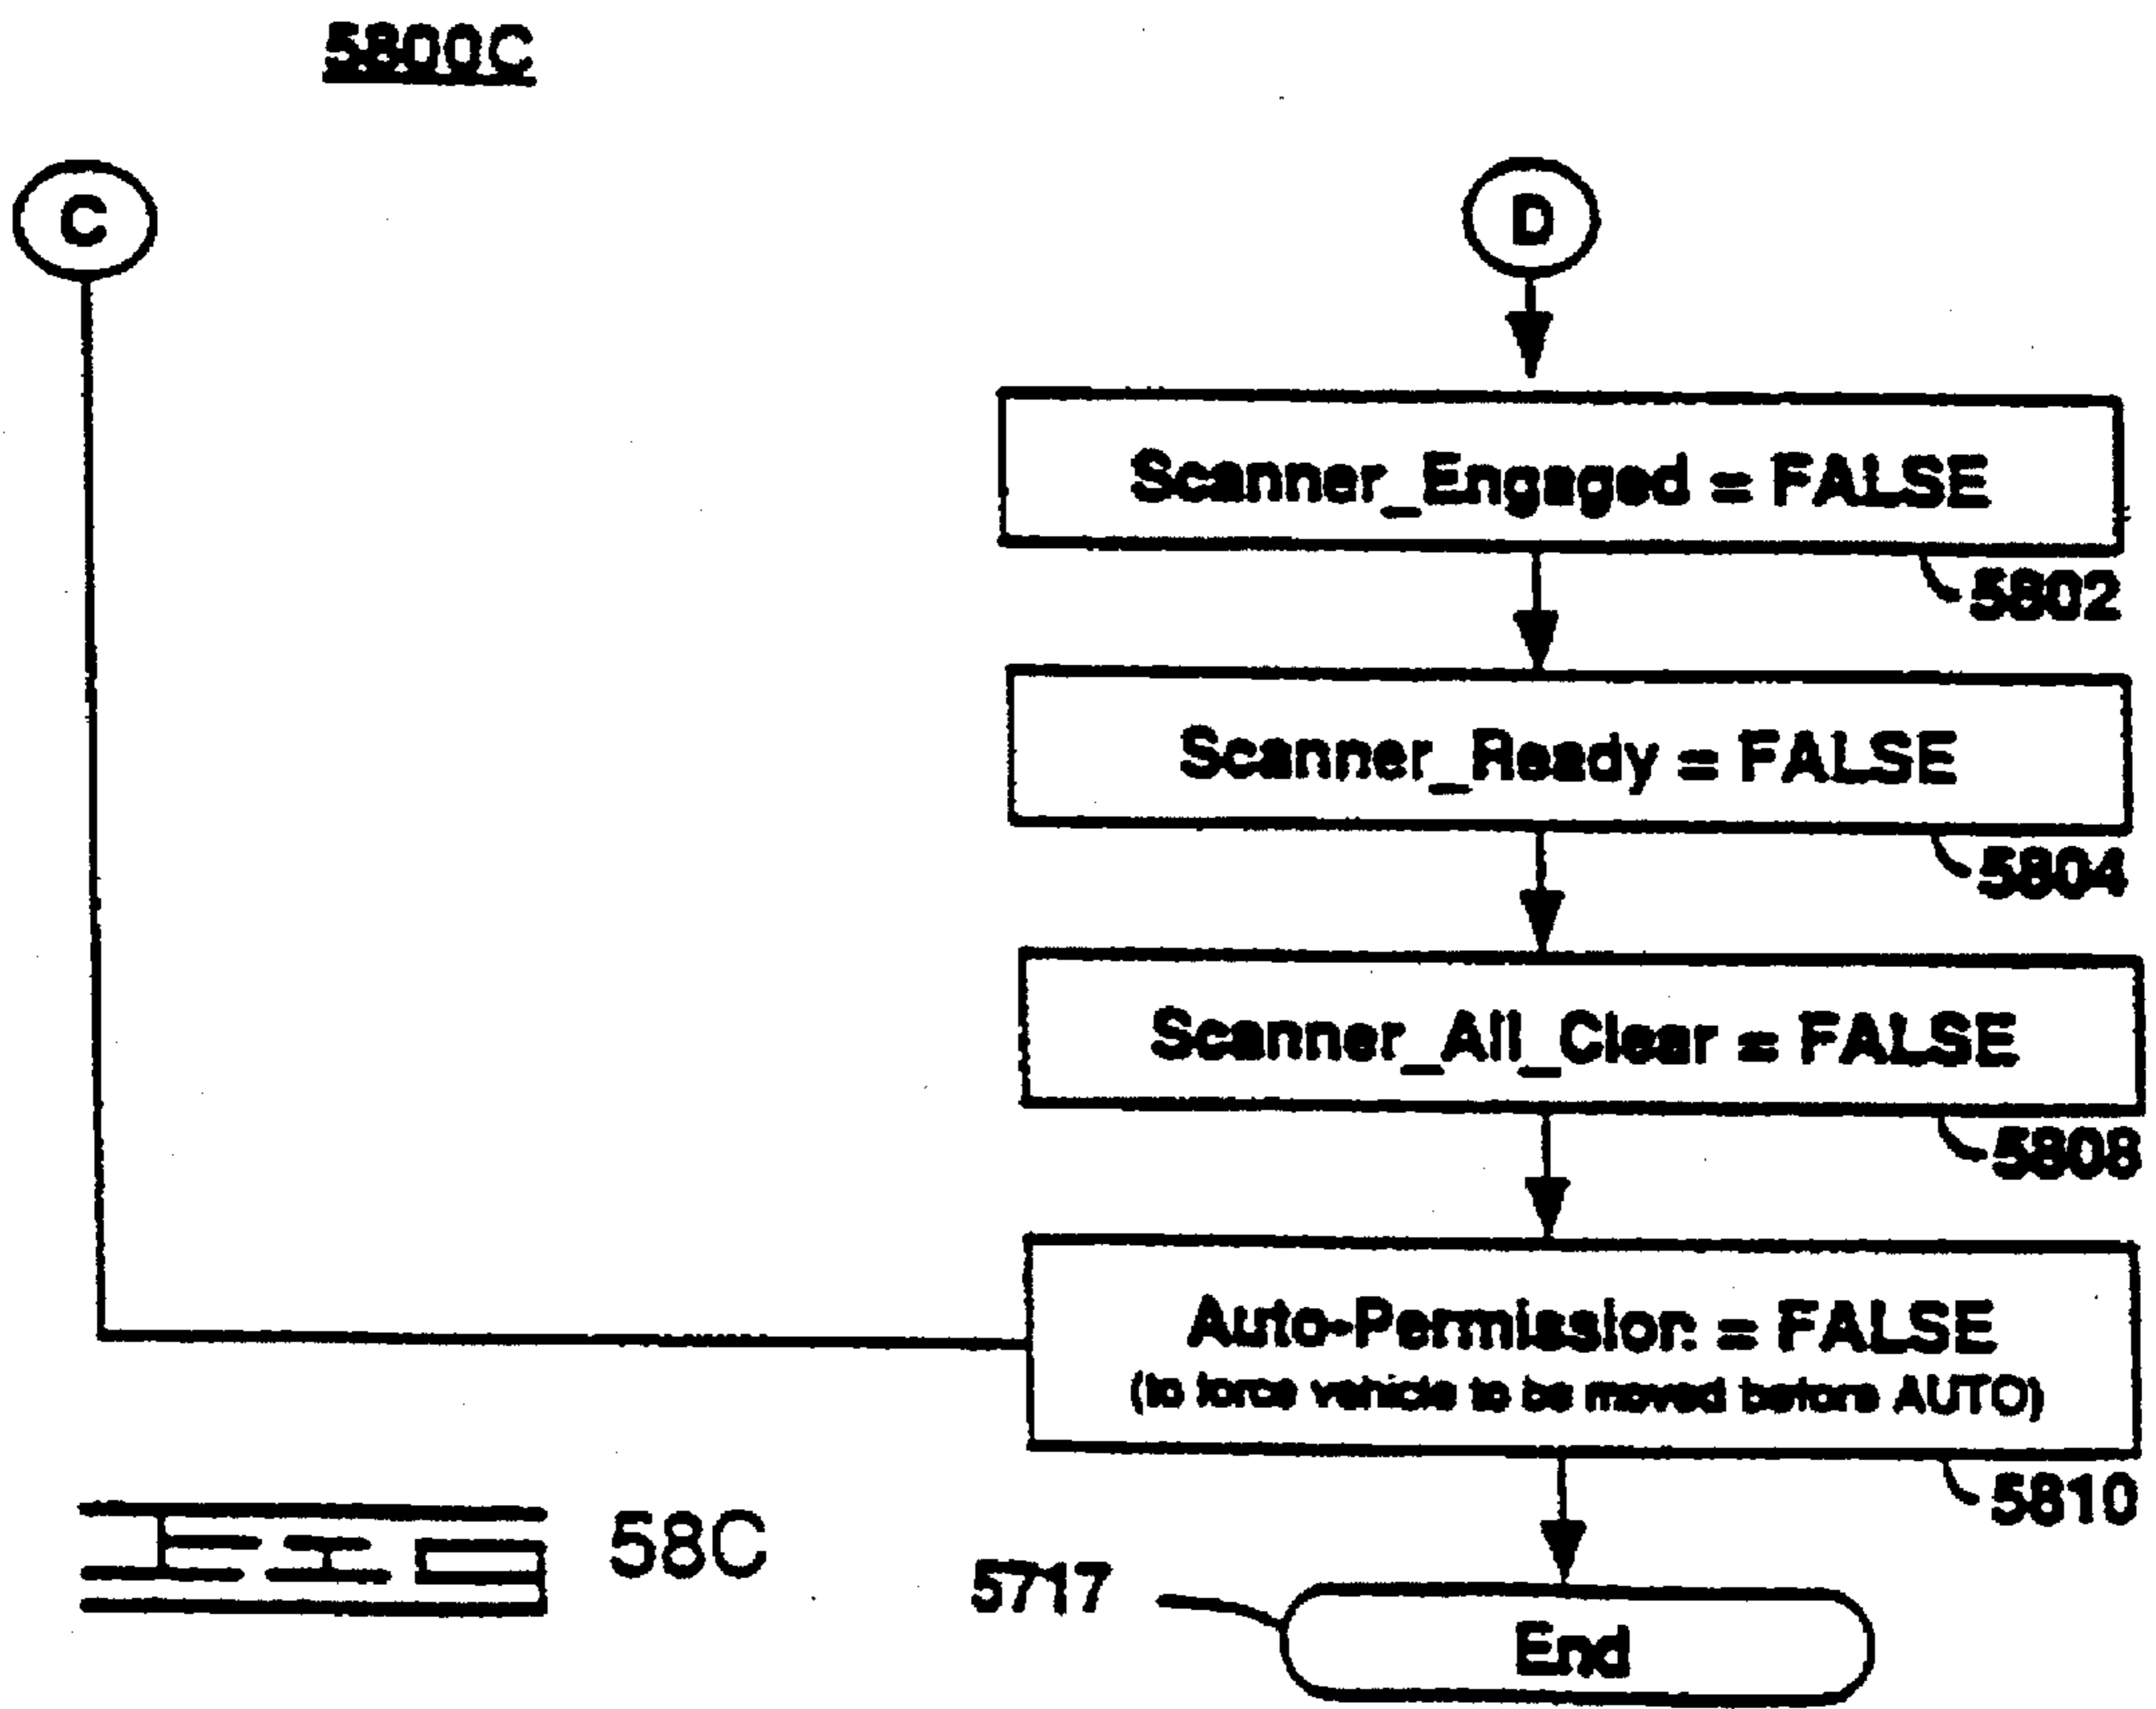 5800C
C
D
Scanner_Engaged = FALSE
5802
Scanner_Ready = FALSE
5804
Scanner_All_Clear = FALSE
5808
Auto-Permission = FALSE
(to force vehicle to be moved before AUTO)
5810
FIG 58C
5717
End